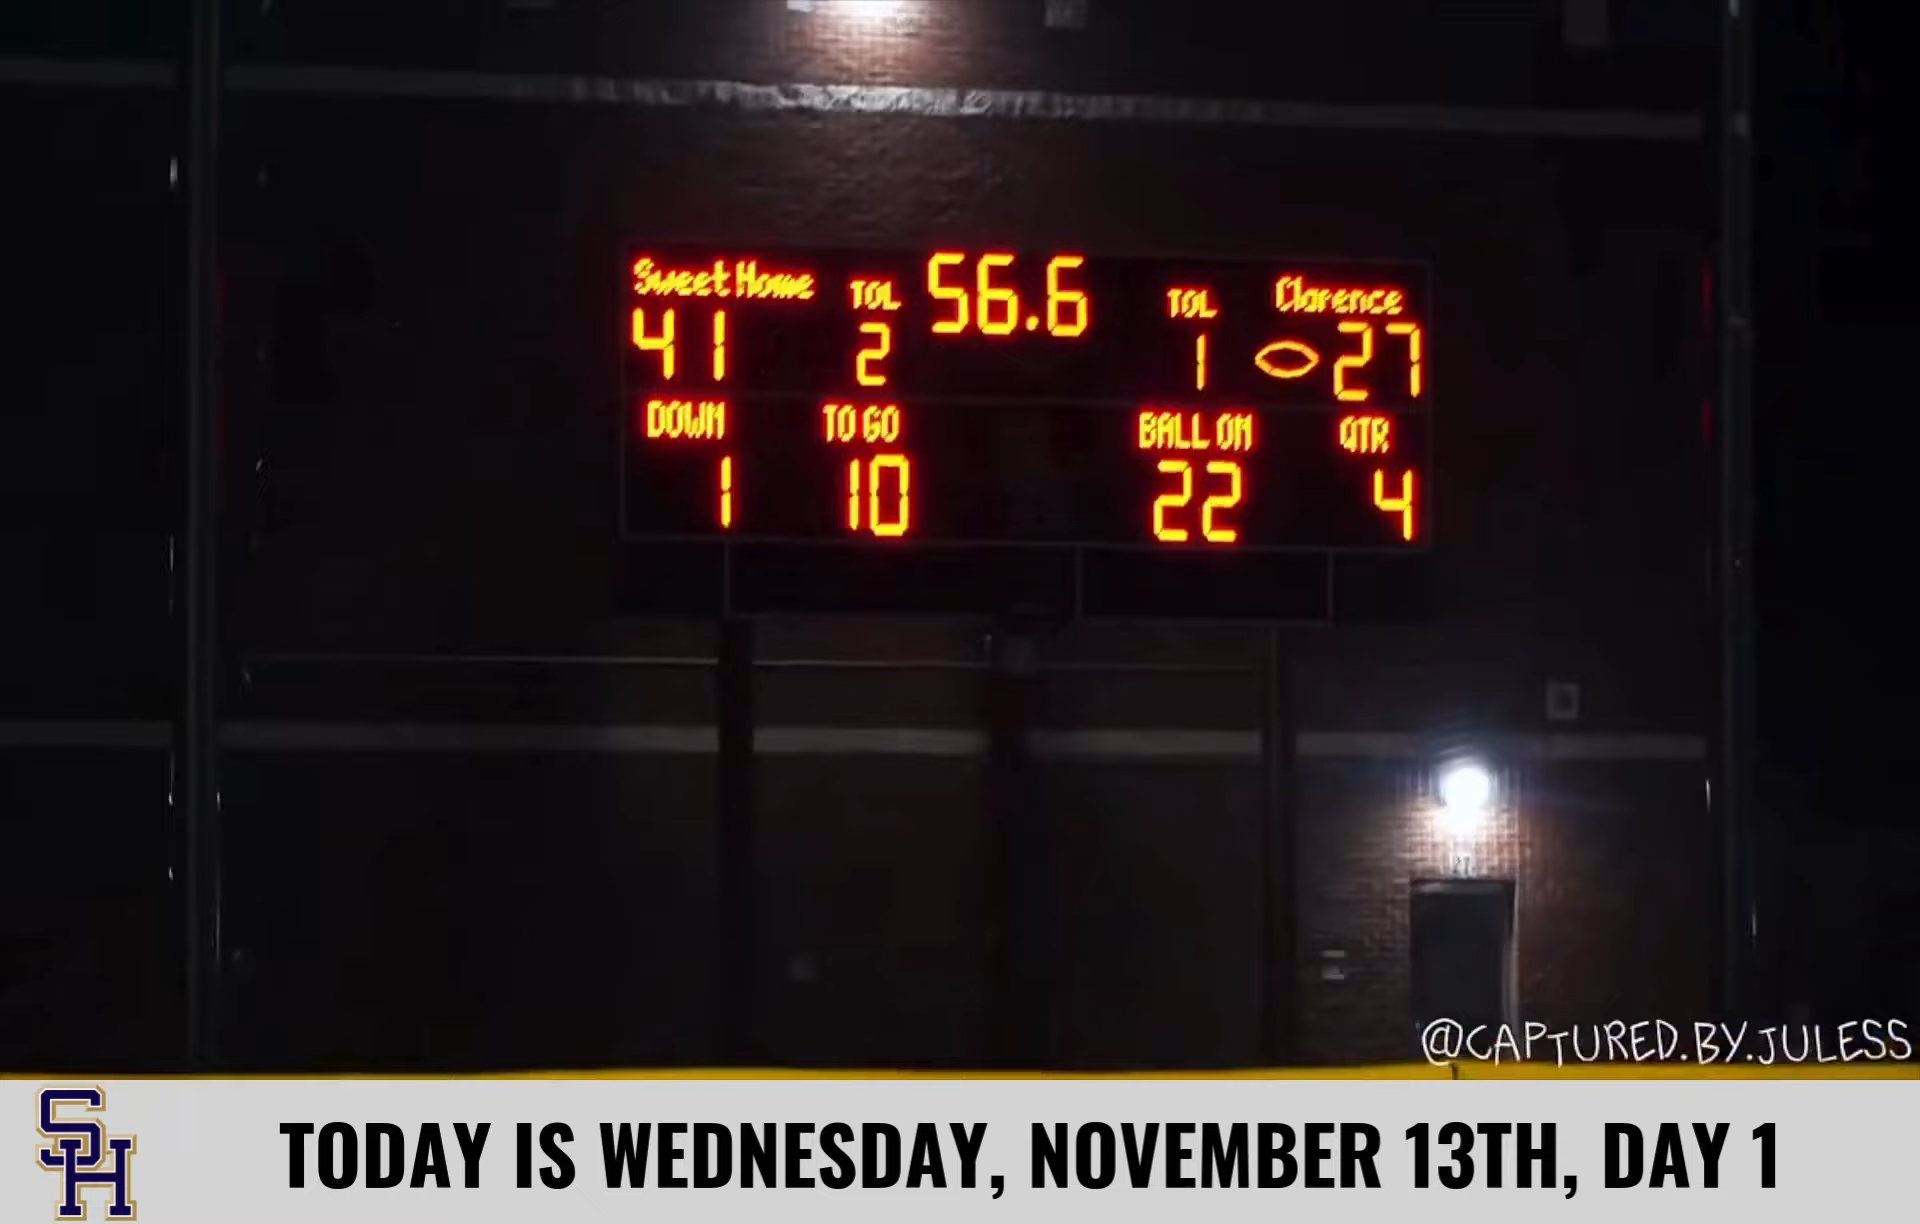 Sweet Home TOL 56.6 TOL Clarence
41 2 1 27
DOWN TO GO BALL ON QTR
1 10 22 4
@CAPTURED.BY.JULESS
SH TODAY IS WEDNESDAY, NOVEMBER 13TH, DAY 1